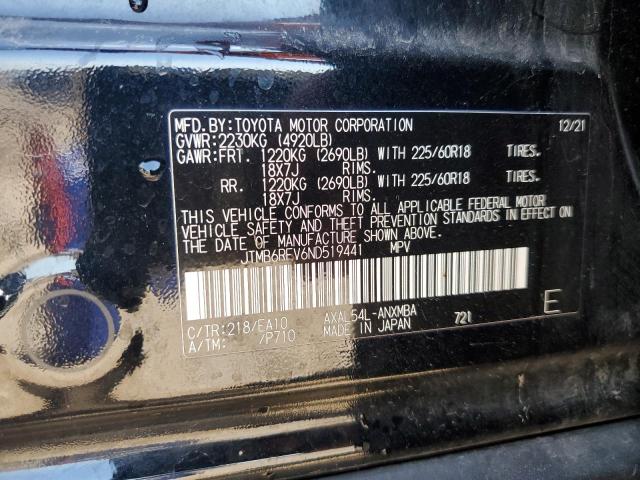 MFD.BY:TOYOTA MOTOR CORPORATION 12/21
GVWR:2230KG (4920LB)
GAWR:FRT. 1220KG (2690LB) WITH 225/60R18 TIRES.
18X7J RIMS.
RR. 1220KG (2690LB) WITH 225/60R18 TIRES.
18X7J RIMS.
THIS VEHICLE CONFORMS TO ALL APPLICABLE FEDERAL MOTOR
VEHICLE SAFETY AND THEFT PREVENTION STANDARDS IN EFFECT ON
THE DATE OF MANUFACTURE SHOWN ABOVE.
JTMB6REV6ND519441 MPV
C/TR:218/EA10 AXAL54L-ANXMBA 721 E
A/TM: /P710 MADE IN JAPAN